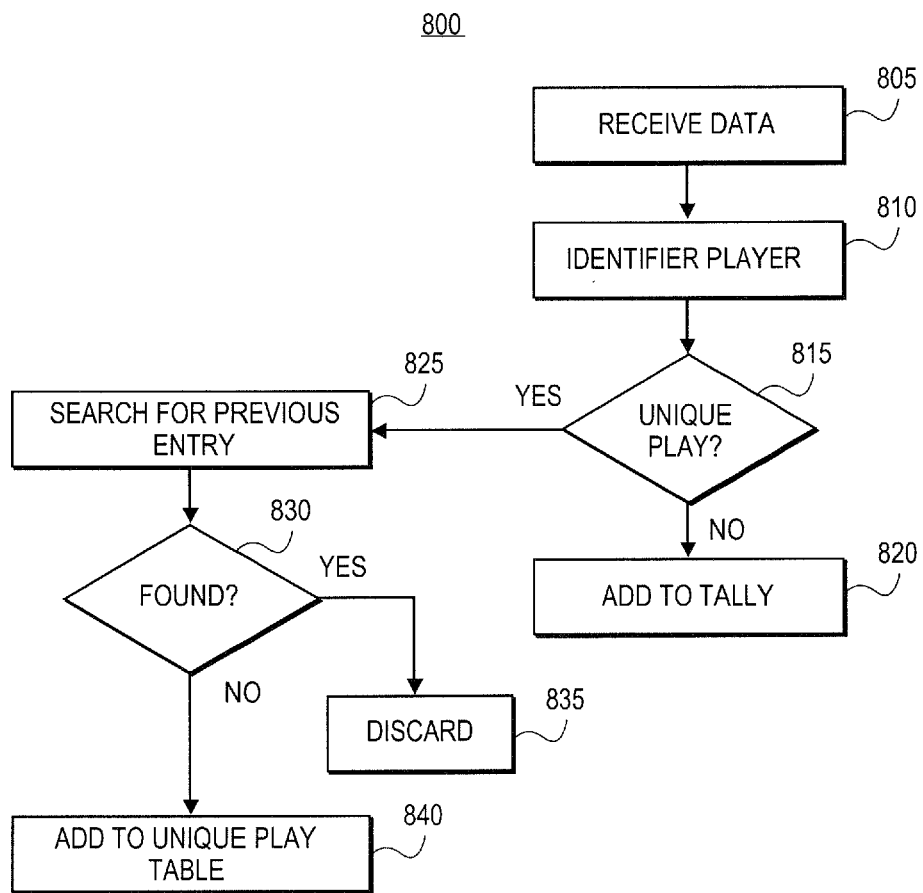 800
805
RECEIVE DATA
810
IDENTIFIER PLAYER
815
UNIQUE
PLAY?
YES
825
SEARCH FOR PREVIOUS
ENTRY
NO
820
ADD TO TALLY
830
FOUND?
YES
NO
835
DISCARD
840
ADD TO UNIQUE PLAY
TABLE